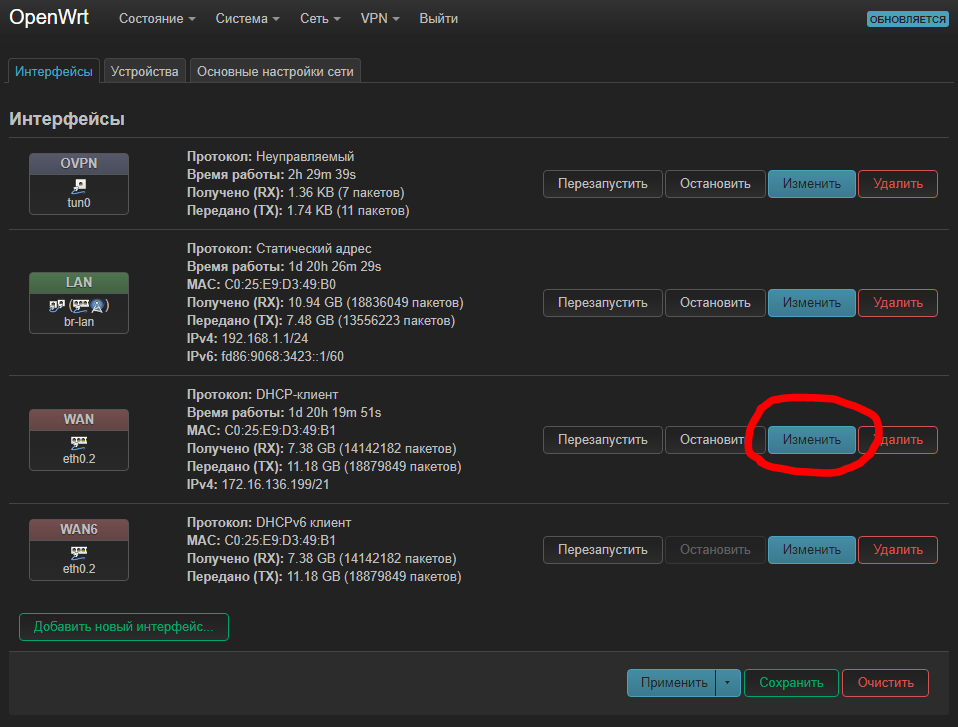 OpenWrt Состояние Система Сеть VPN Выйти ОБНОВЛЯЕТСЯ
Интерфейсы Устройства Основные настройки сети
Интерфейсы
OVPN
tun0
Протокол: Неуправляемый
Время работы: 2h 29m 39s
Получено (RX): 1.36 KB (7 пакетов)
Передано (TX): 1.74 KB (11 пакетов)
Перезапустить Остановить Изменить Удалить
LAN
( )
br-lan
Протокол: Статический адрес
Время работы: 1d 20h 26m 29s
MAC: C0:25:E9:D3:49:B0
Получено (RX): 10.94 GB (18836049 пакетов)
Передано (TX): 7.48 GB (13556223 пакетов)
IPv4: 192.168.1.1/24
IPv6: fd86:9068:3423::1/60
Перезапустить Остановить Изменить Удалить
WAN
eth0.2
Протокол: DHCP-клиент
Время работы: 1d 20h 19m 51s
MAC: C0:25:E9:D3:49:B1
Получено (RX): 7.38 GB (14142182 пакетов)
Передано (TX): 11.18 GB (18879849 пакетов)
IPv4: 172.16.136.199/21
Перезапустить Остановить Изменить Удалить
WAN6
eth0.2
Протокол: DHCPv6 клиент
MAC: C0:25:E9:D3:49:B1
Получено (RX): 7.38 GB (14142182 пакетов)
Передано (TX): 11.18 GB (18879849 пакетов)
Перезапустить Остановить Изменить Удалить
Добавить новый интерфейс...
Применить Сохранить Очистить